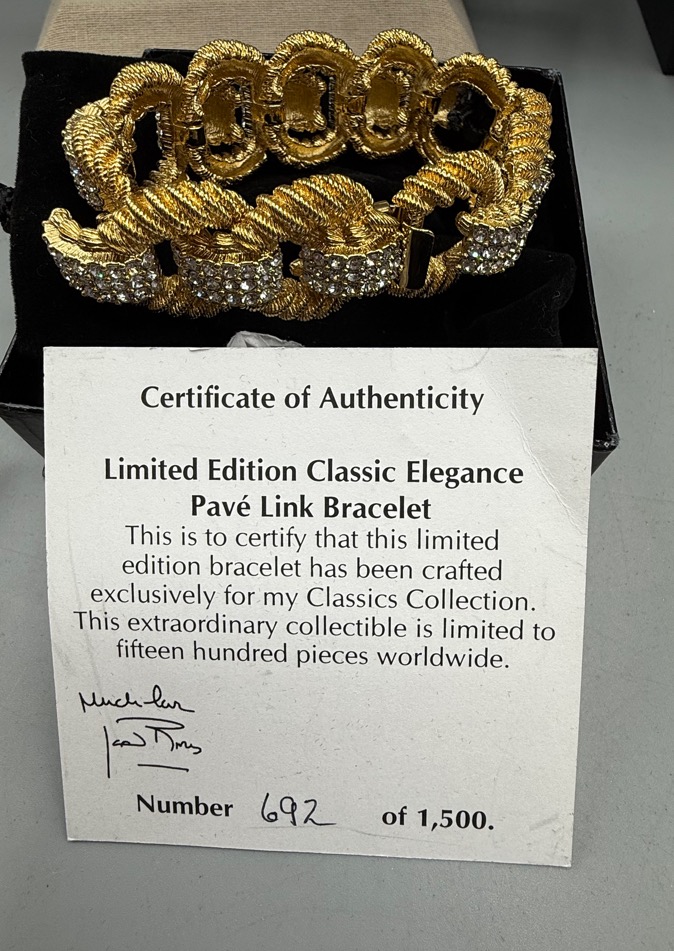 Certificate of Authenticity
Limited Edition Classic Elegance
Pavé Link Bracelet
This is to certify that this limited
edition bracelet has been crafted
exclusively for my Classics Collection.
This extraordinary collectible is limited to
fifteen hundred pieces worldwide.
Much love
Number 692 of 1,500.